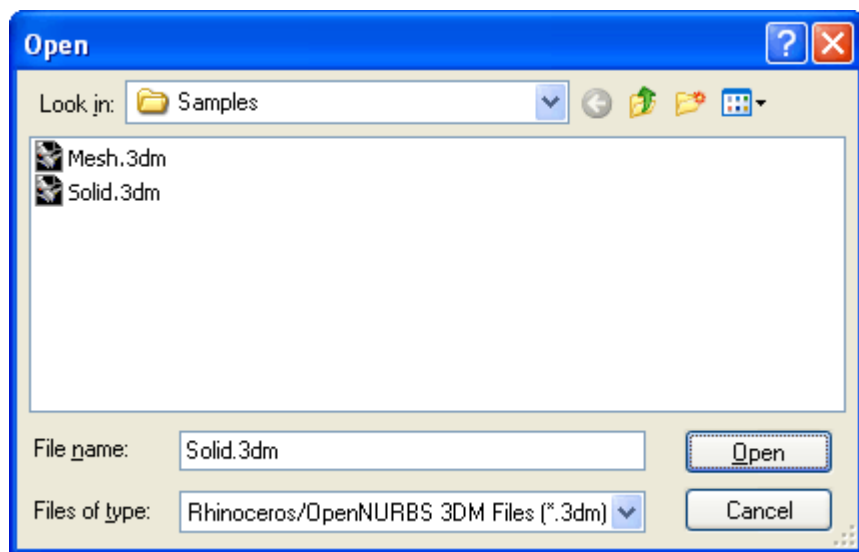 Open
Look in: Samples
Mesh.3dm
Solid.3dm
File name: Solid.3dm Open
Files of type: Rhinoceros/OpenNURBS 3DM Files (*.3dm) Cancel